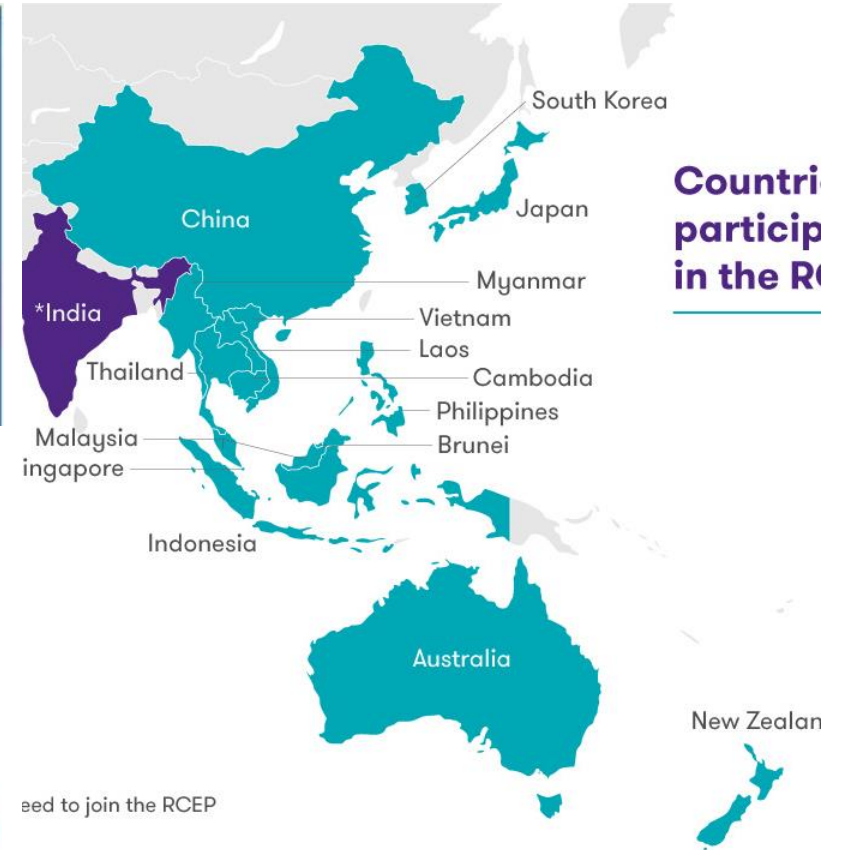 South Korea
Countri
particip
in the R
Japan
China
Myanmar
*India
Vietnam
Laos
Thailand
Cambodia
Philippines
Malaysia
Brunei
ingapore
Indonesia
Australia
New Zealan
eed to join the RCEP